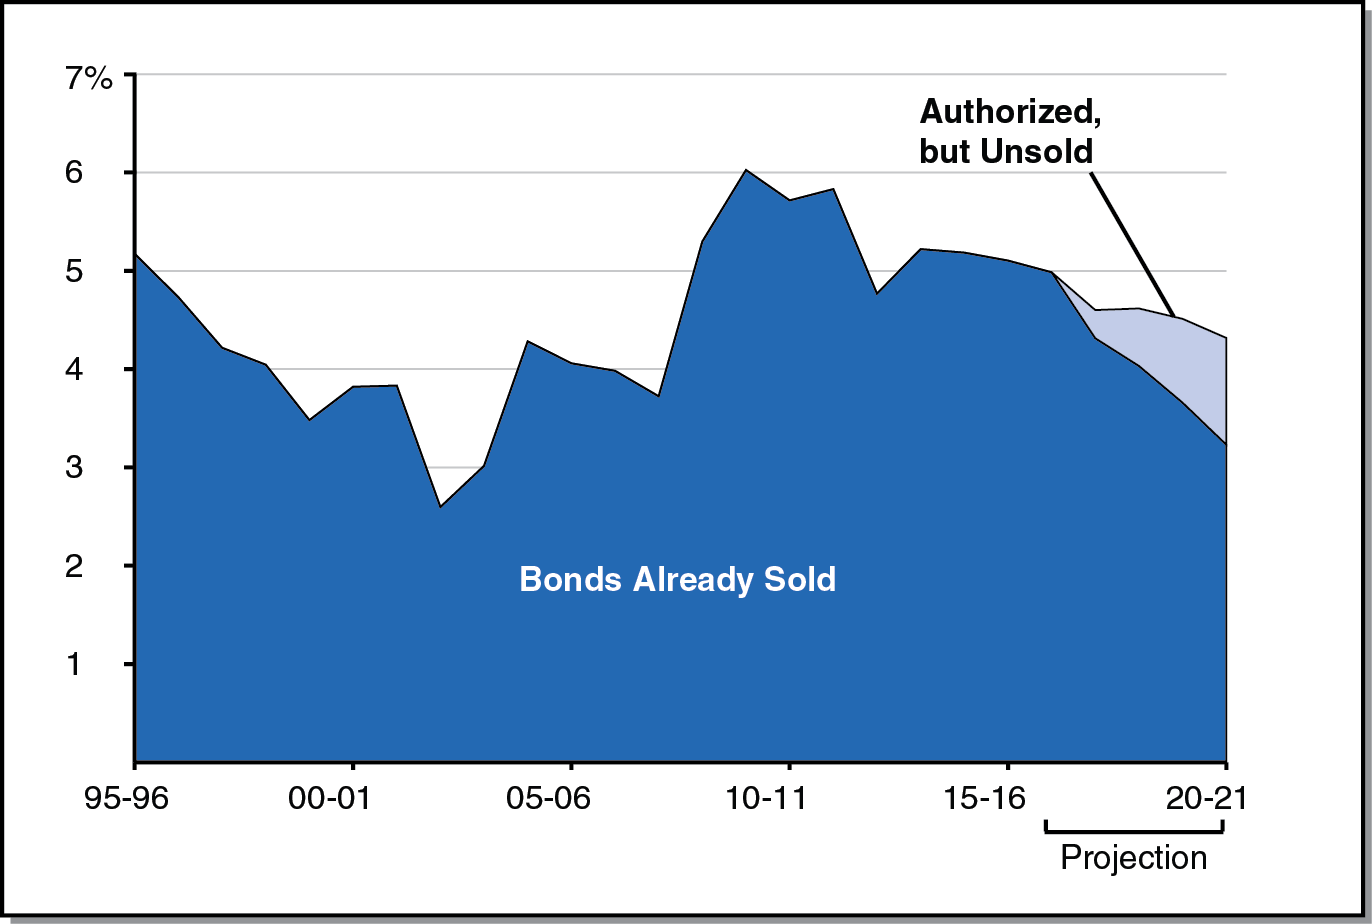 7%
Authorized,
but Unsold
6
5
4
3
2
Bonds Already Sold
1
95-96 00-01 05-06 10-11 15-16 20-21
Projection